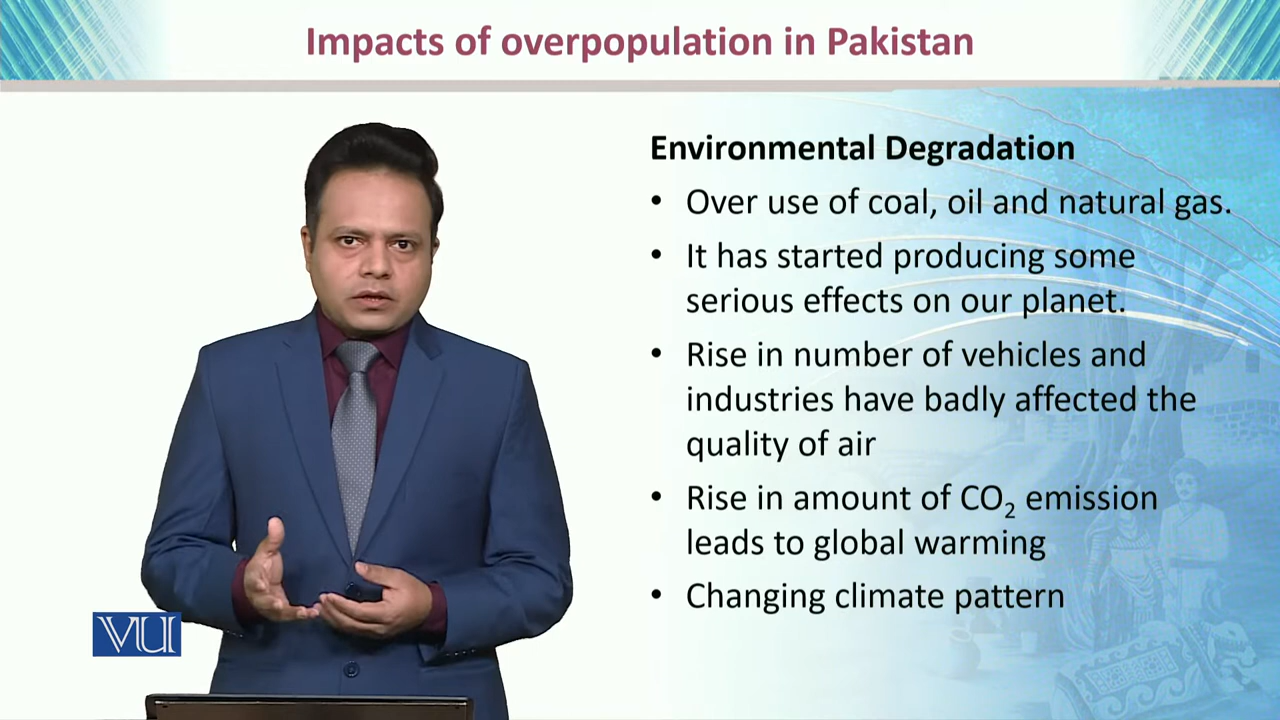 Impacts of overpopulation in Pakistan
Environmental Degradation
• Over use of coal, oil and natural gas.
• It has started producing some
serious effects on our planet.
• Rise in number of vehicles and
industries have badly affected the
quality of air
• Rise in amount of CO₂ emission
leads to global warming
• Changing climate pattern
VU